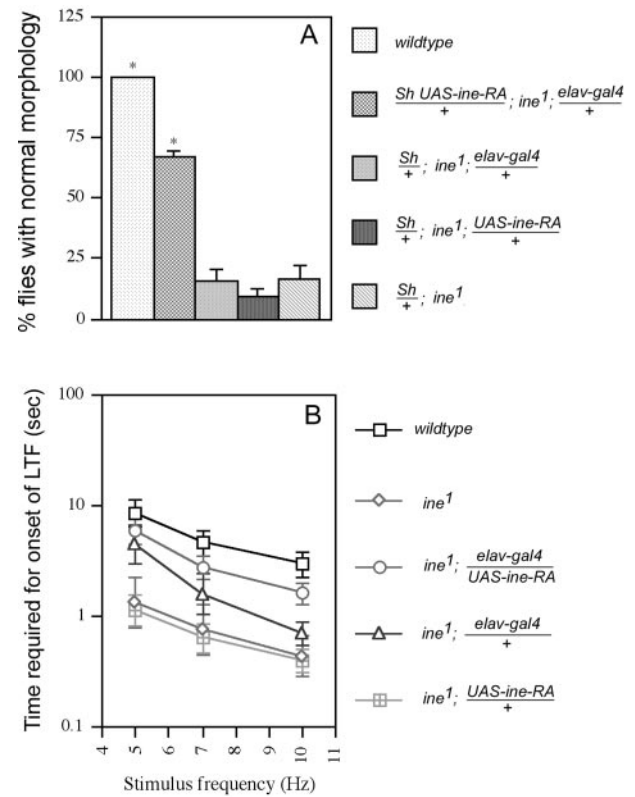 % flies with normal morphology
125
100
75
50
25
0
A
*
*
wildtype
Sh UAS-ine-RA / + ; ine1; elav-gal4 / +
Sh / + ; ine1; elav-gal4 / +
Sh / + ; ine1; UAS-ine-RA / +
Sh / + ; ine1
Time required for onset of LTF (sec)
100
10
1
0.1
B
4 5 6 7 8 9 10 11
Stimulus frequency (Hz)
wildtype
ine1
ine1; elav-gal4 / UAS-ine-RA
ine1; elav-gal4 / +
ine1; UAS-ine-RA / +